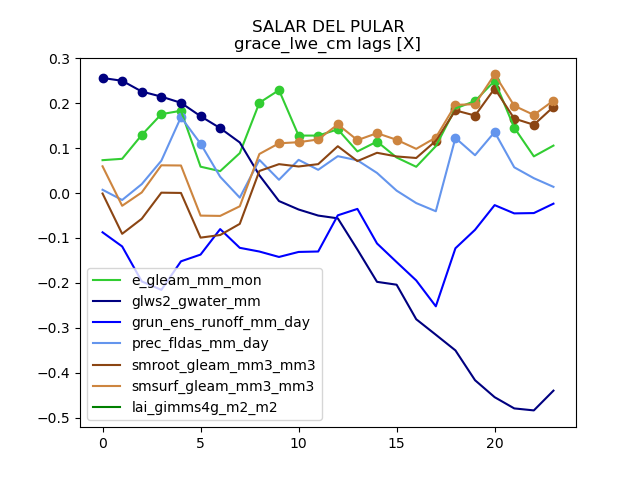 SALAR DEL PULAR
grace_lwe_cm lags [X]
0.3
0.2
0.1
0.0
−0.1
−0.2
−0.3
−0.4
−0.5
e_gleam_mm_mon
glws2_gwater_mm
grun_ens_runoff_mm_day
prec_fldas_mm_day
smroot_gleam_mm3_mm3
smsurf_gleam_mm3_mm3
lai_gimms4g_m2_m2
0 5 10 15 20